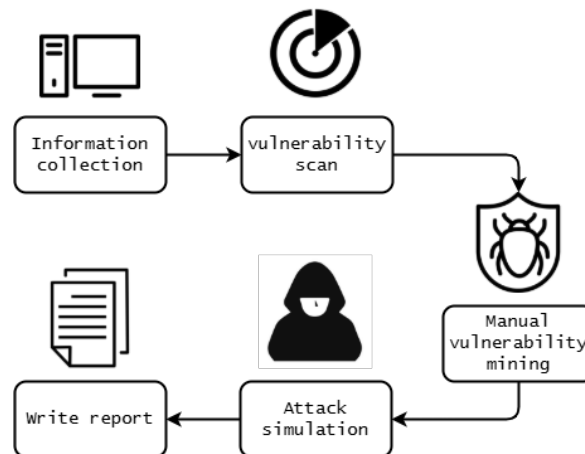 Information
collection
vulnerability
scan
Manual
vulnerability
mining
Attack
simulation
Write report